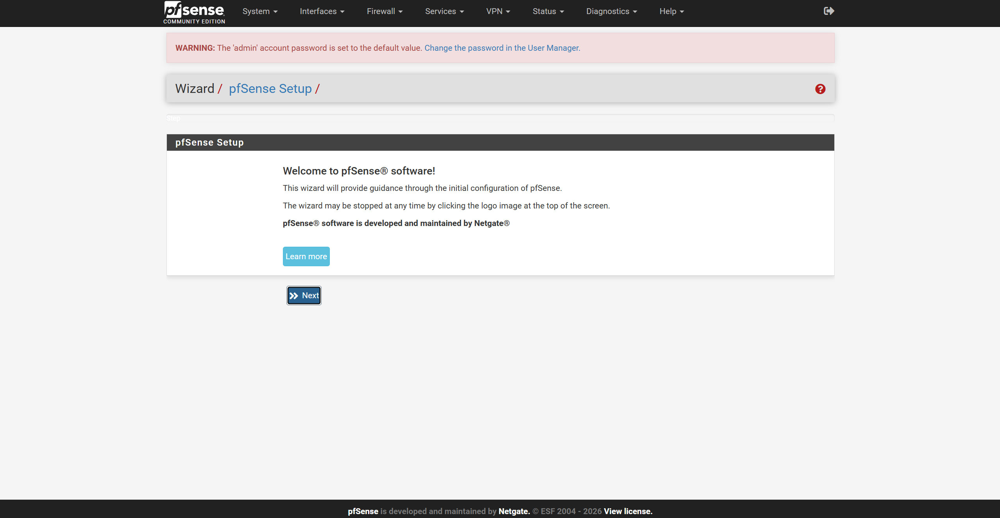 pfsense
COMMUNITY EDITION
System
Interfaces
Firewall
Services
VPN
Status
Diagnostics
Help
WARNING: The 'admin' account password is set to the default value. Change the password in the User Manager.
Wizard / pfSense Setup /
Step
pfSense Setup
Welcome to pfSense® software!
This wizard will provide guidance through the initial configuration of pfSense.
The wizard may be stopped at any time by clicking the logo image at the top of the screen.
pfSense® software is developed and maintained by Netgate®
Learn more
Next
pfSense is developed and maintained by Netgate. © ESF 2004 - 2026 View license.